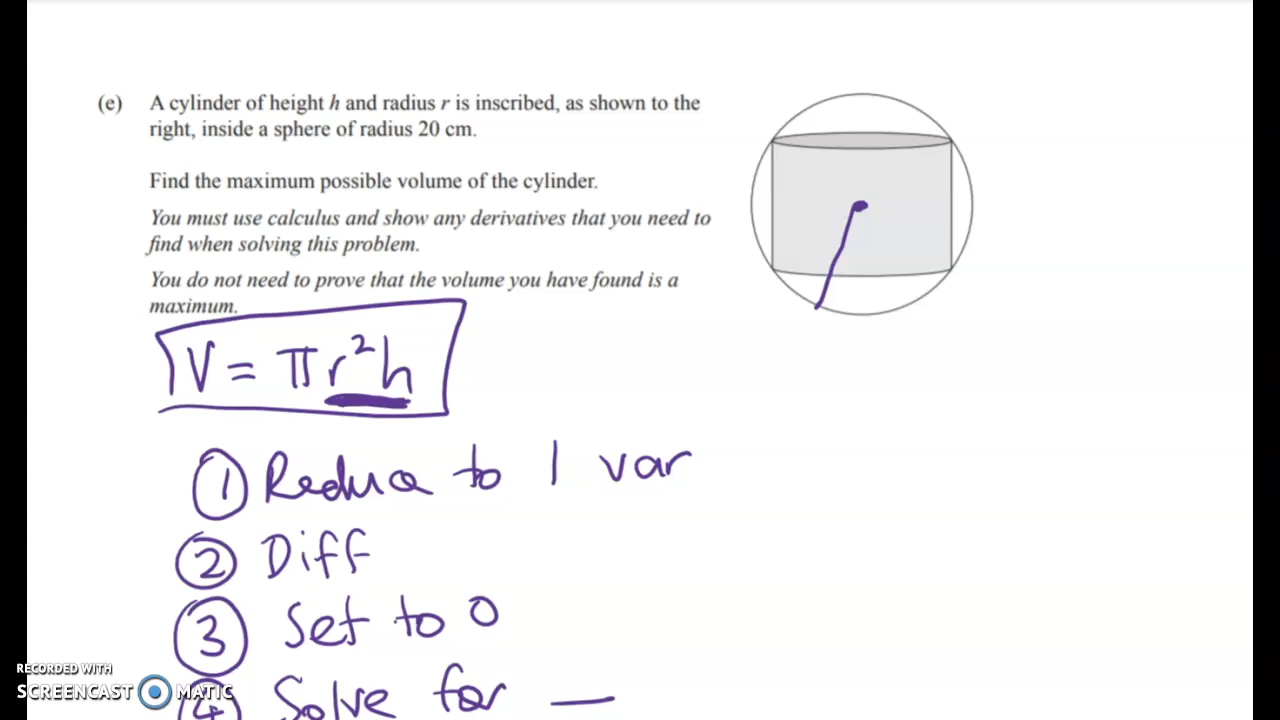 (e) A cylinder of height h and radius r is inscribed, as shown to the
right, inside a sphere of radius 20 cm.
Find the maximum possible volume of the cylinder.
You must use calculus and show any derivatives that you need to
find when solving this problem.
You do not need to prove that the volume you have found is a
maximum.
V = πr²h
① Reduce to 1 var
② Diff
③ Set to 0
④ Solve for __
RECORDED WITH
SCREENCAST MATIC